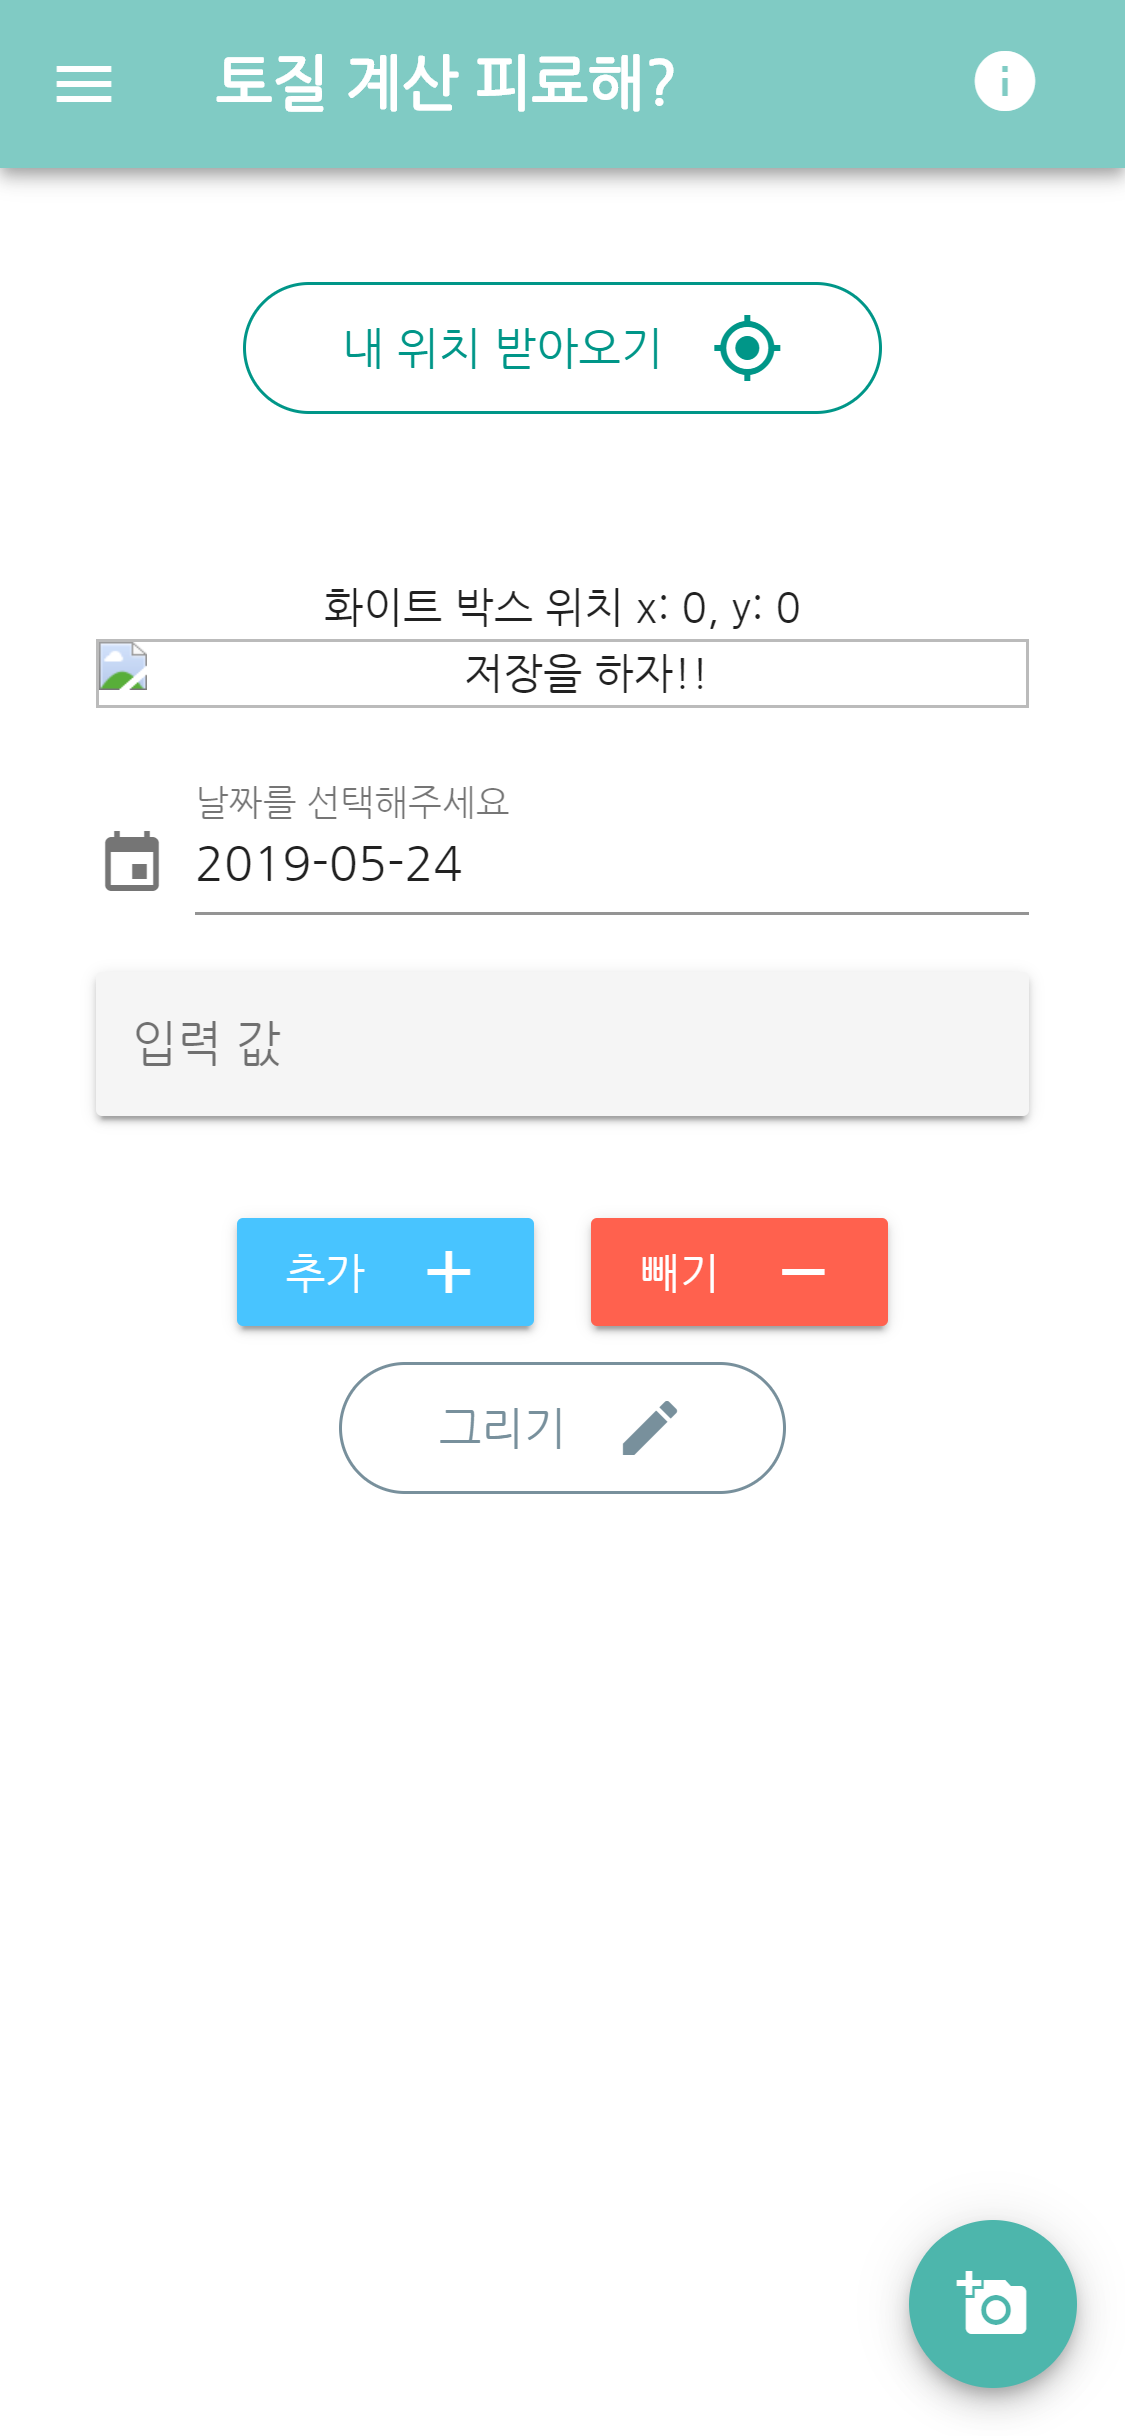 토질 계산 피료해?
내 위치 받아오기
화이트 박스 위치 x: 0, y: 0
저장을 하자!!
날짜를 선택해주세요
2019-05-24
입력 값
추가
빼기
그리기